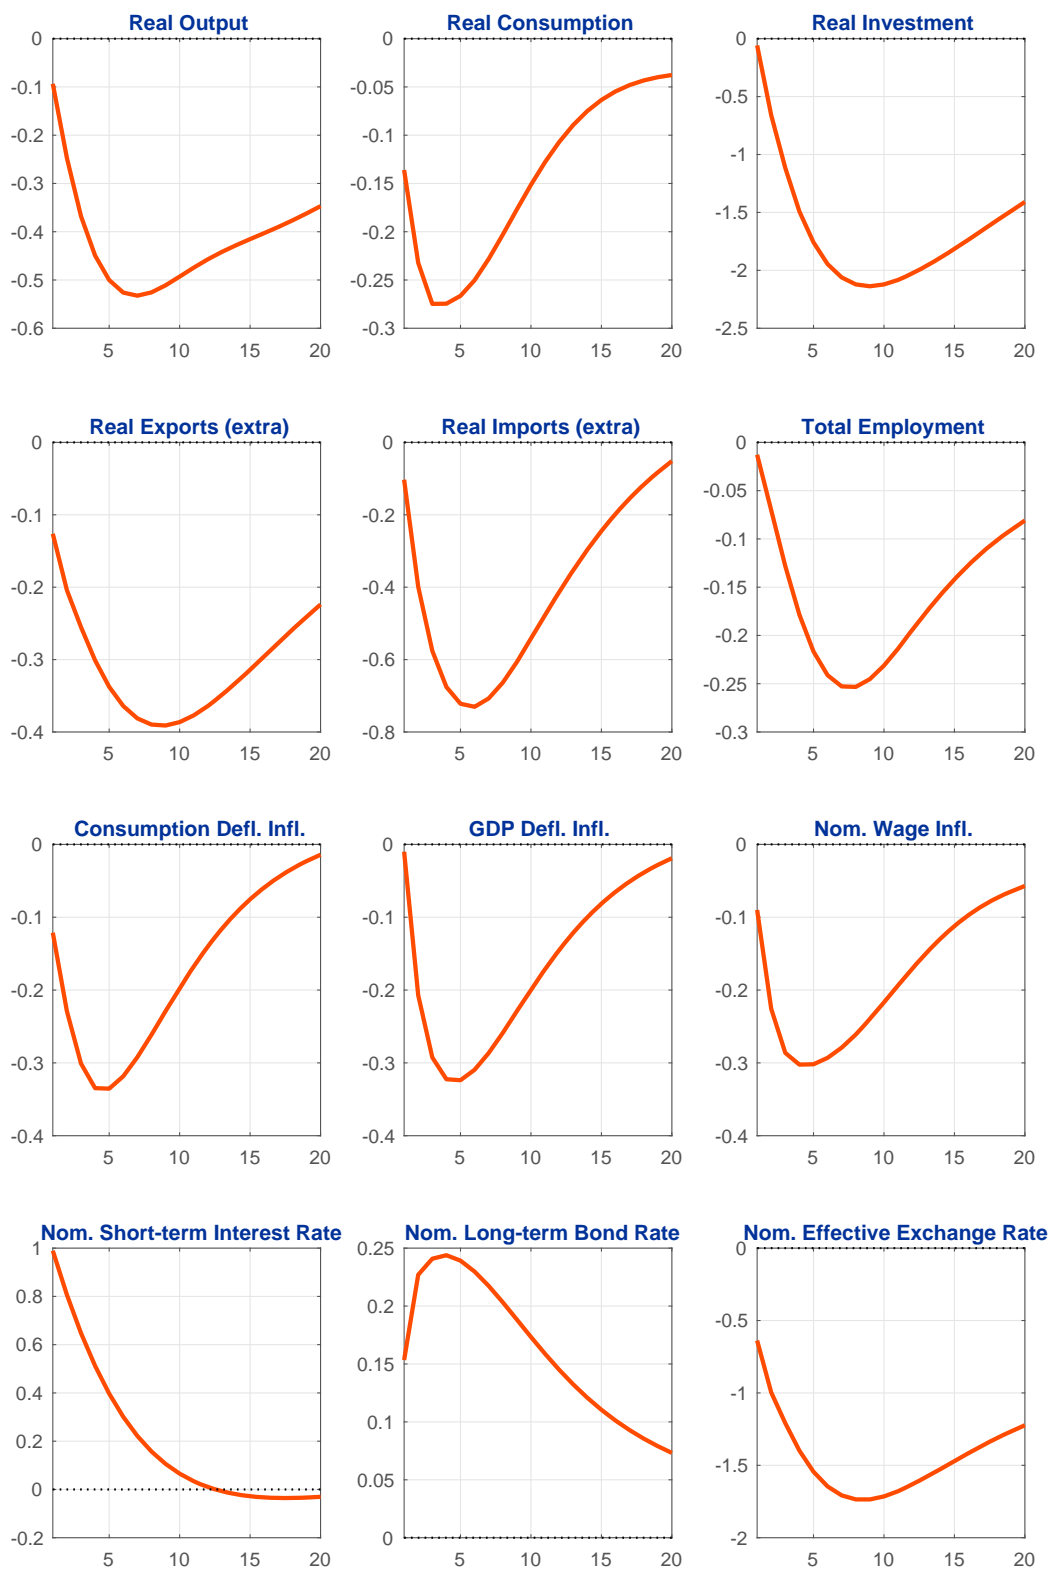 Real Output
0
-0.1
-0.2
-0.3
-0.4
-0.5
-0.6
5 10 15 20
Real Consumption
0
-0.05
-0.1
-0.15
-0.2
-0.25
-0.3
5 10 15 20
Real Investment
0
-0.5
-1
-1.5
-2
-2.5
5 10 15 20
Real Exports (extra)
0
-0.1
-0.2
-0.3
-0.4
5 10 15 20
Real Imports (extra)
0
-0.2
-0.4
-0.6
-0.8
5 10 15 20
Total Employment
0
-0.05
-0.1
-0.15
-0.2
-0.25
-0.3
5 10 15 20
Consumption Defl. Infl.
0
-0.1
-0.2
-0.3
-0.4
5 10 15 20
GDP Defl. Infl.
0
-0.1
-0.2
-0.3
-0.4
5 10 15 20
Nom. Wage Infl.
0
-0.1
-0.2
-0.3
-0.4
5 10 15 20
Nom. Short-term Interest Rate
1
0.8
0.6
0.4
0.2
0
-0.2
5 10 15 20
Nom. Long-term Bond Rate
0.25
0.2
0.15
0.1
0.05
0
5 10 15 20
Nom. Effective Exchange Rate
0
-0.5
-1
-1.5
-2
5 10 15 20